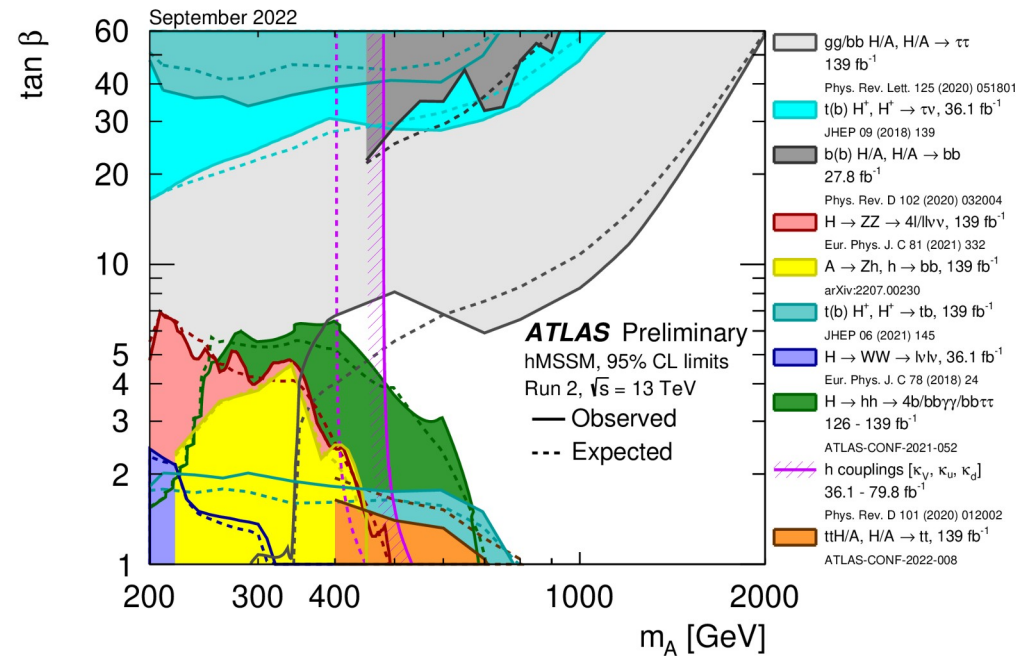 September 2022
tan β
60
40
30
20
10
5
4
3
2
1
200
300
400
1000
2000
m_A [GeV]
ATLAS Preliminary
hMSSM, 95% CL limits
Run 2, √s = 13 TeV
Observed
Expected
gg/bb H/A, H/A → ττ
139 fb⁻¹
Phys. Rev. Lett. 125 (2020) 051801
t(b) H⁺, H⁺ → τν, 36.1 fb⁻¹
JHEP 09 (2018) 139
b(b) H/A, H/A → bb
27.8 fb⁻¹
Phys. Rev. D 102 (2020) 032004
H → ZZ → 4l/llνν, 139 fb⁻¹
Eur. Phys. J. C 81 (2021) 332
A → Zh, h → bb, 139 fb⁻¹
arXiv:2207.00230
t(b) H⁺, H⁺ → tb, 139 fb⁻¹
JHEP 06 (2021) 145
H → WW → lνlν, 36.1 fb⁻¹
Eur. Phys. J. C 78 (2018) 24
H → hh → 4b/bbγγ/bbττ
126 - 139 fb⁻¹
ATLAS-CONF-2021-052
h couplings [κ_V, κ_u, κ_d]
36.1 - 79.8 fb⁻¹
Phys. Rev. D 101 (2020) 012002
ttH/A, H/A → tt, 139 fb⁻¹
ATLAS-CONF-2022-008